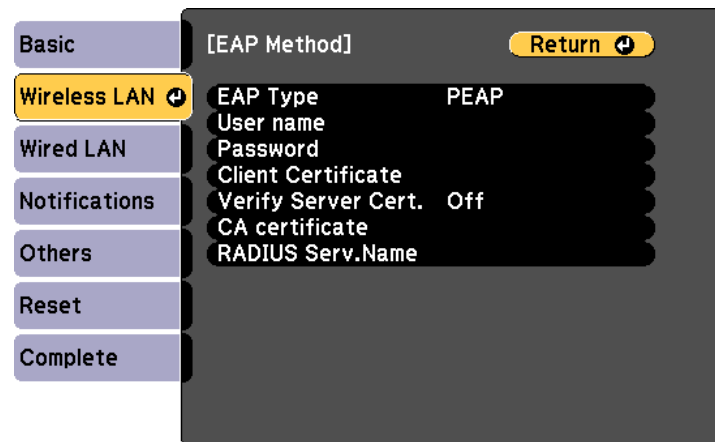 Basic
Wireless LAN
Wired LAN
Notifications
Others
Reset
Complete
[EAP Method]
Return
EAP Type PEAP
User name
Password
Client Certificate
Verify Server Cert. Off
CA certificate
RADIUS Serv.Name